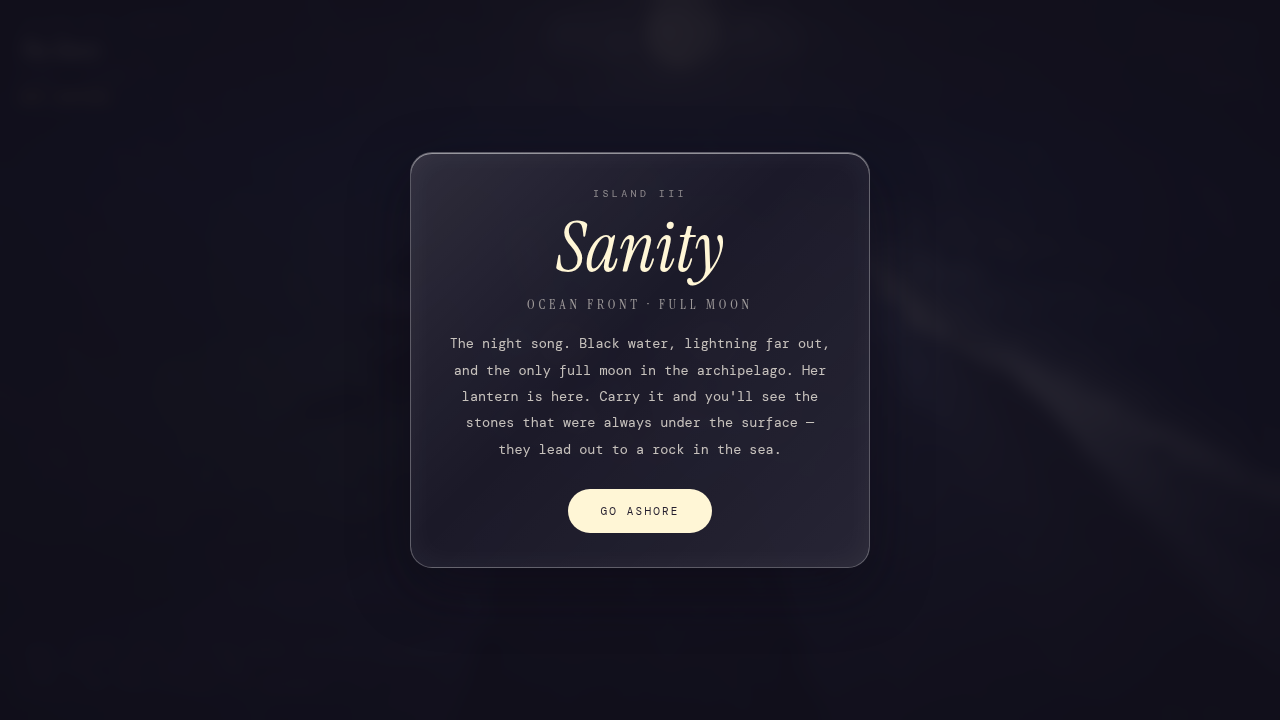 ISLAND III
Sanity
OCEAN FRONT · FULL MOON
The night song. Black water, lightning far out,
and the only full moon in the archipelago. Her
lantern is here. Carry it and you'll see the
stones that were always under the surface —
they lead out to a rock in the sea.
GO ASHORE